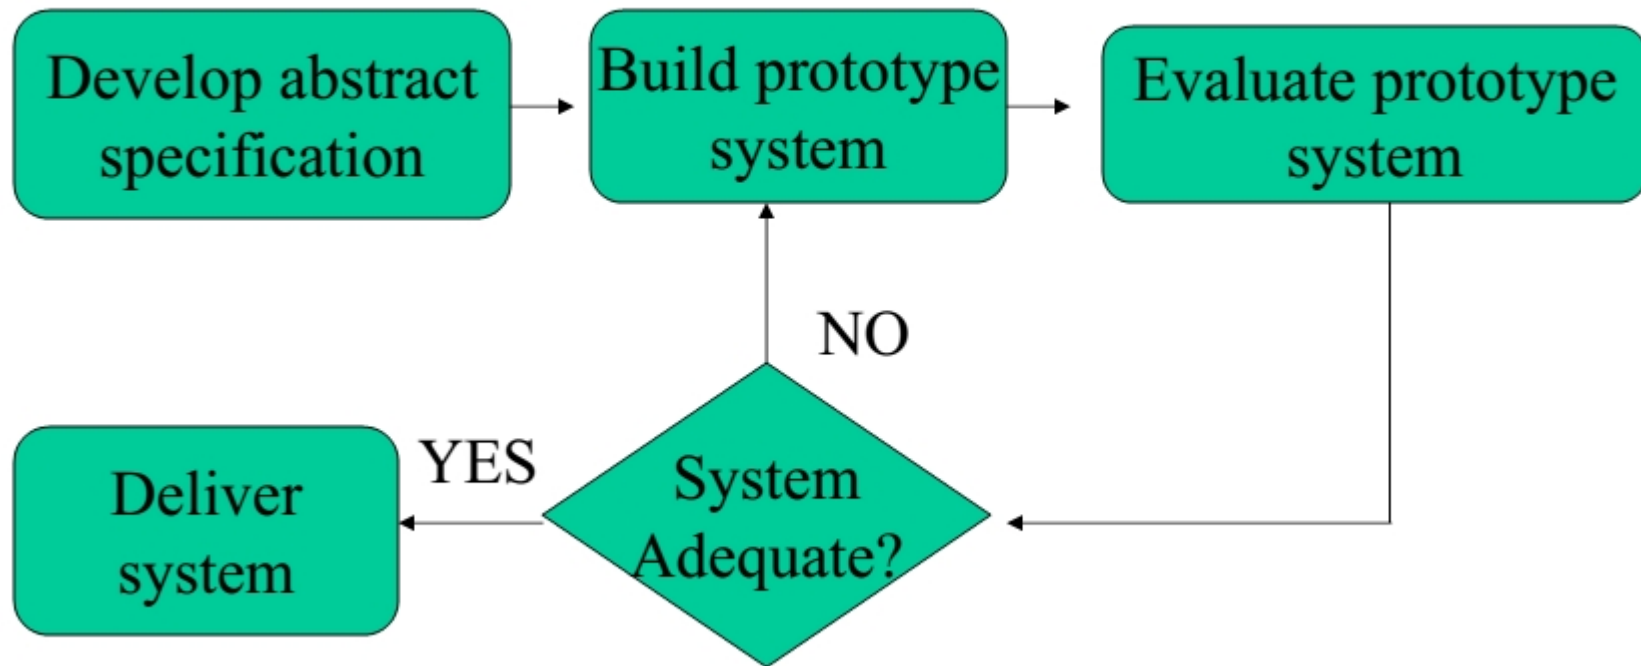 Develop abstract
specification
Build prototype
system
Evaluate prototype
system
NO
YES
System
Adequate?
Deliver
system